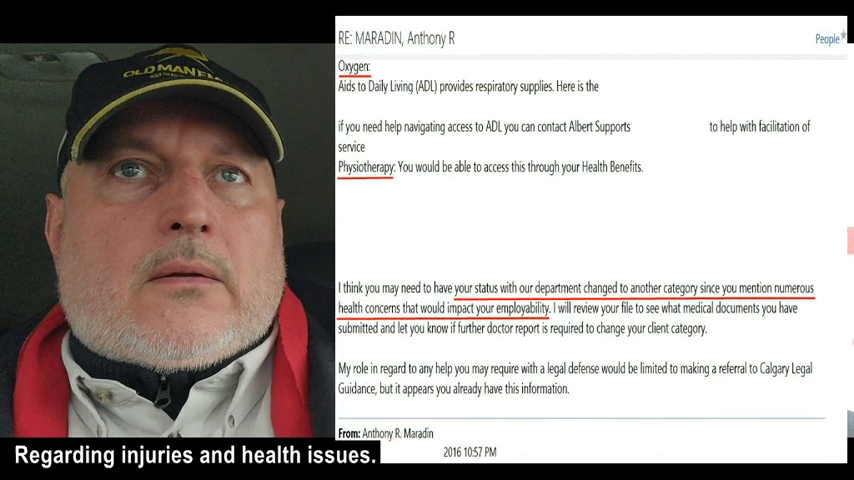 OLD MAN
RE: MARADIN, Anthony R
People
Oxygen:
Aids to Daily Living (ADL) provides respiratory supplies. Here is the
if you need help navigating access to ADL you can contact Albert Supports to help with facilitation of
service
Physiotherapy: You would be able to access this through your Health Benefits.
I think you may need to have your status with our department changed to another category since you mention numerous
health concerns that would impact your employability. I will review your file to see what medical documents you have
submitted and let you know if further doctor report is required to change your client category.
My role in regard to any help you may require with a legal defense would be limited to making a referral to Calgary Legal
Guidance, but it appears you already have this information.
From: Anthony R. Maradin
2016 10:57 PM
Regarding injuries and health issues.